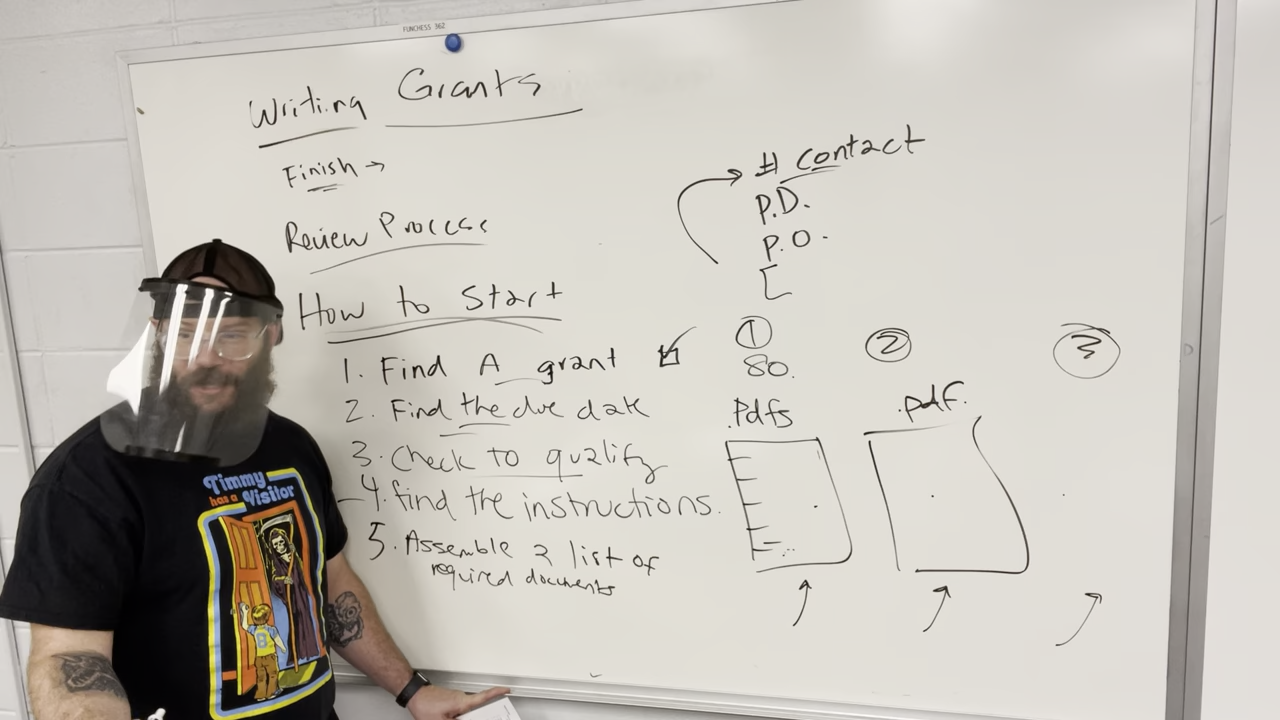 FUNCHESS 362
Writing Grants
Finish →
Review Process
How to Start
1. Find A grant
2. Find the due date
3. Check to qualify
4. find the instructions.
5. Assemble a list of
required documents
# contact
P.D.
P.O.
1
80.
.Pdfs
2
.pdf.
3
Timmy
has a Visitor
8